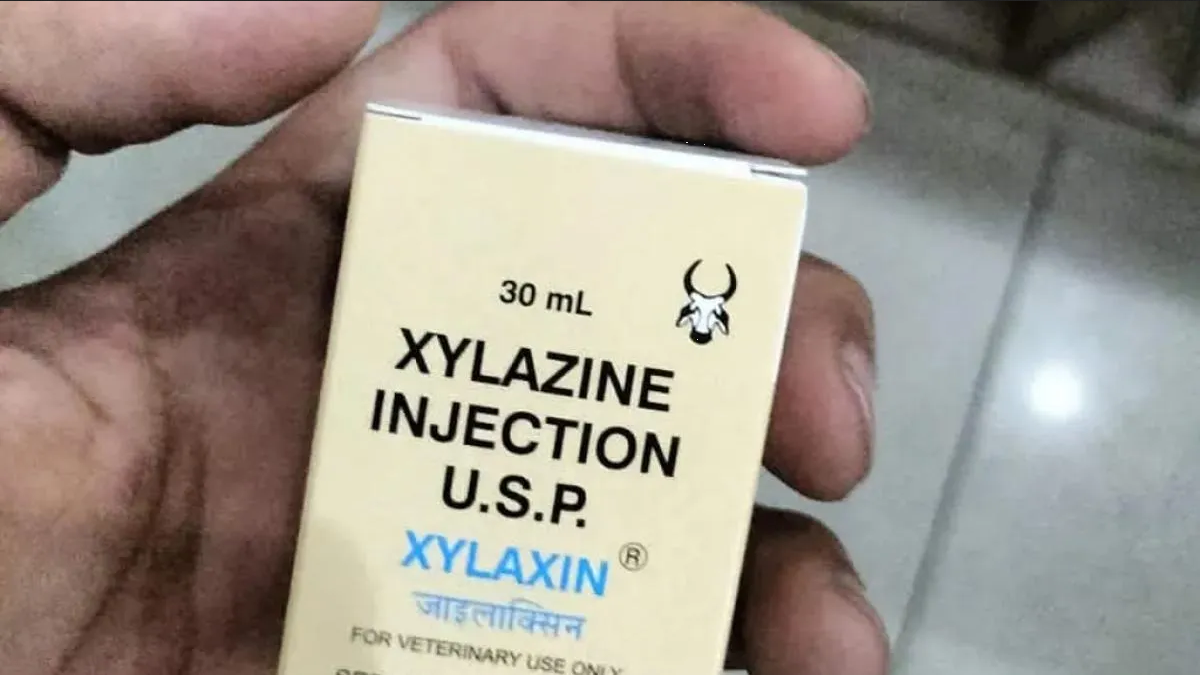 30 mL
XYLAZINE
INJECTION
U.S.P.
XYLAXIN ®
जाइलाक्सिन
FOR VETERINARY USE ONLY